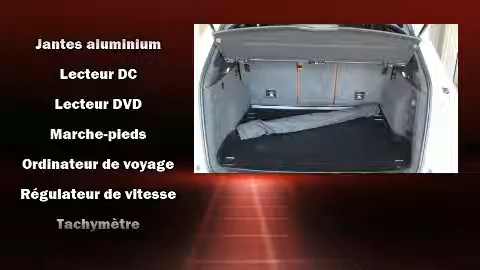 Jantes aluminium
Lecteur DC
Lecteur DVD
Marche-pieds
Ordinateur de voyage
Régulateur de vitesse
Tachymètre